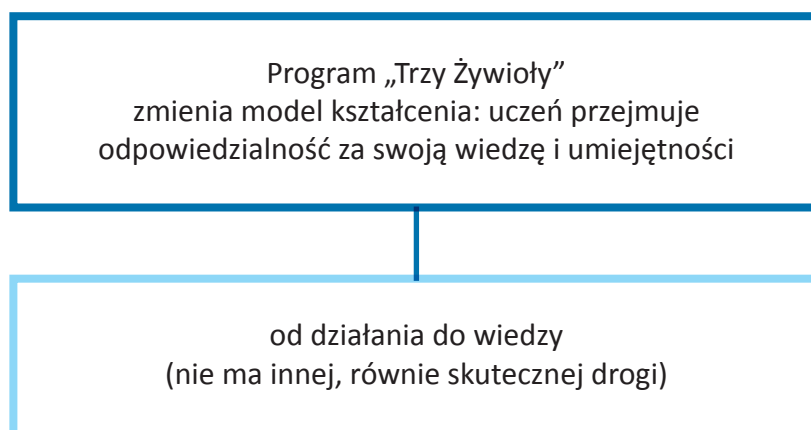 Program „Trzy Żywioły”
zmienia model kształcenia: uczeń przejmuje
odpowiedzialność za swoją wiedzę i umiejętności
od działania do wiedzy
(nie ma innej, równie skutecznej drogi)